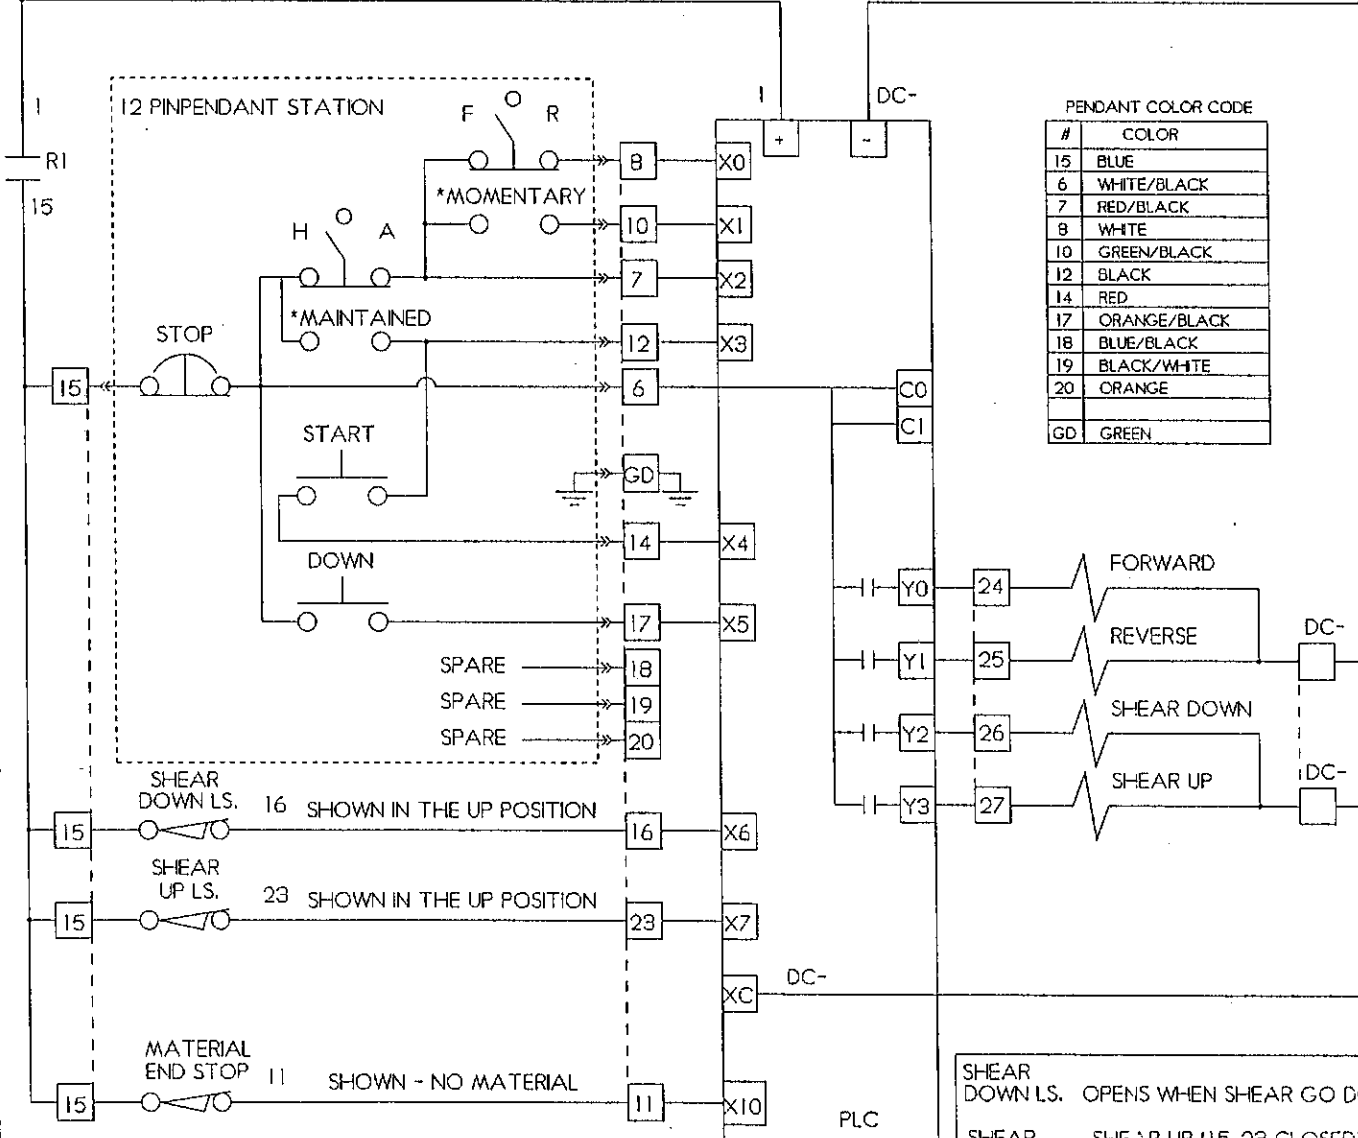 I
R1
15
12 PINPENDANT STATION
F R
*MOMENTARY
H A
*MAINTAINED
STOP
15
START
DOWN
SPARE
SPARE
SPARE
8
10
7
12
6
GD
14
17
18
19
20
X0
X1
X2
X3
X4
X5
I
+
DC-
-
C0
C1
PENDANT COLOR CODE
# COLOR
15 BLUE
6 WHITE/BLACK
7 RED/BLACK
8 WHITE
10 GREEN/BLACK
12 BLACK
14 RED
17 ORANGE/BLACK
18 BLUE/BLACK
19 BLACK/WHITE
20 ORANGE
GD GREEN
Y0 24 FORWARD
Y1 25 REVERSE
DC-
Y2 26 SHEAR DOWN
Y3 27 SHEAR UP
DC-
SHEAR
DOWN LS. 16 SHOWN IN THE UP POSITION
15 16 X6
SHEAR
UP LS. 23 SHOWN IN THE UP POSITION
15 23 X7
XC DC-
MATERIAL
END STOP 11 SHOWN - NO MATERIAL
15 11 X10
PLC
SHEAR
DOWN LS. OPENS WHEN SHEAR GO